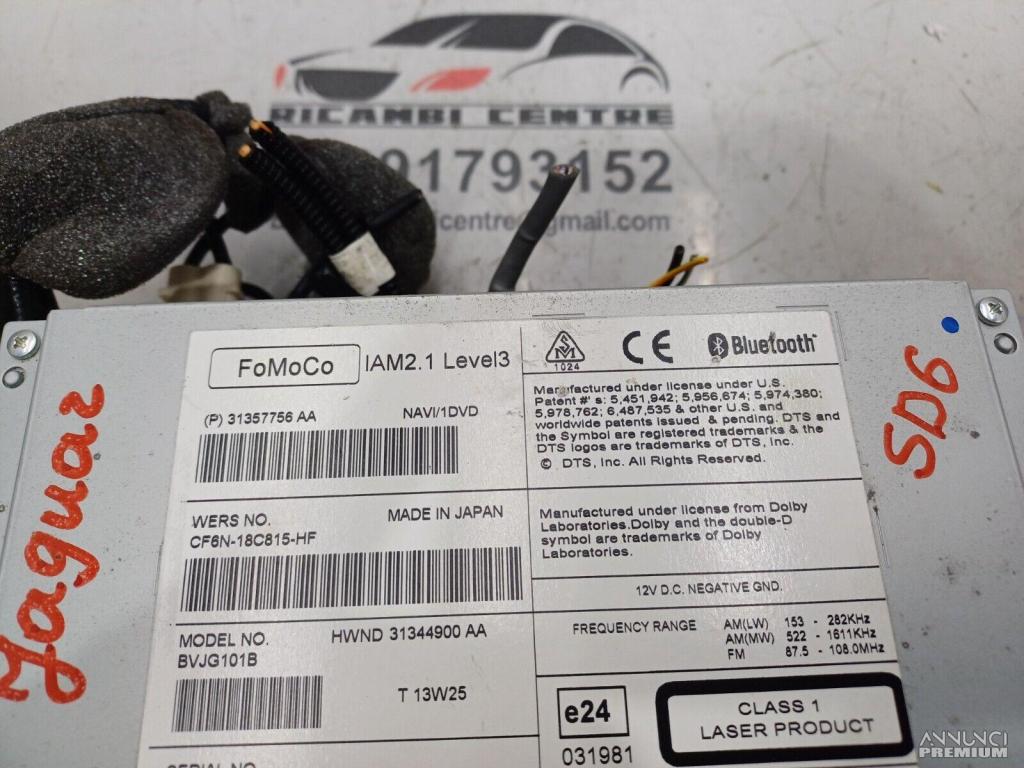 RICAMBI CENTRE
91793152
ricentre@gmail.com
FoMoCo
IAM2.1 Level3
(P) 31357756 AA
NAVI/1DVD
WERS NO.
MADE IN JAPAN
CF6N-18C815-HF
MODEL NO.
HWND 31344900 AA
BVJG101B
T 13W25
SERIAL NO.
S
M
1024
CE
Bluetooth
Manufactured under license under U.S.
Patent #' s : 5,451,942; 5,956,674; 5,974,380;
5,978,762; 6,487,535 & other U.S. and
worldwide patents issued & pending. DTS and
the Symbol are registered trademarks & the
DTS logos are trademarks of DTS, Inc.
© DTS, Inc. All Rights Reserved.
Manufactured under license from Dolby
Laboratories.Dolby and the double-D
symbol are trademarks of Dolby
Laboratories.
12V D.C. NEGATIVE GND.
FREQUENCY RANGE
AM(LW) 153 - 282KHz
AM(MW) 522 - 1611KHz
FM 87.5 - 108.0MHz
e24
031981
CLASS 1
LASER PRODUCT
Jaguar
SD6
ANNUNCI
PREMIUM